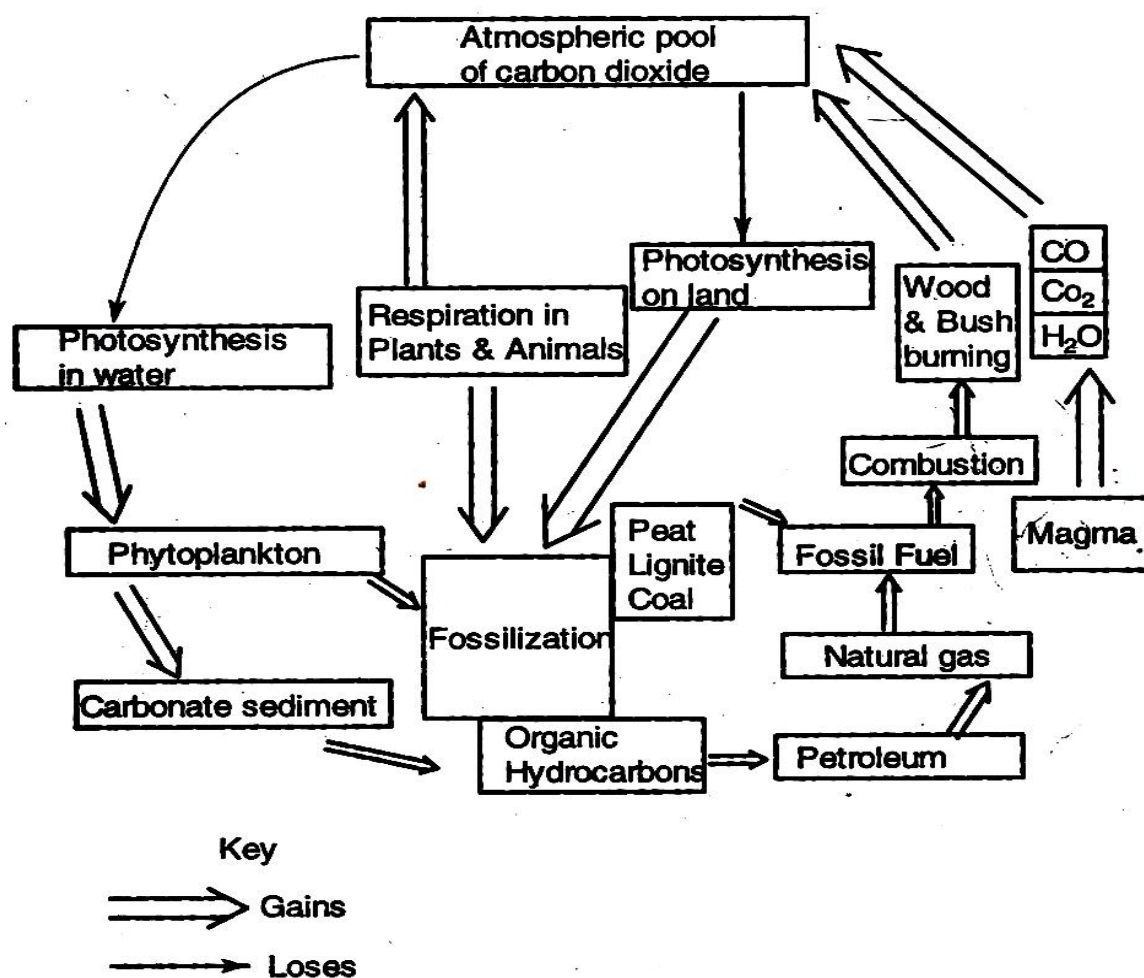 Atmospheric pool
of carbon dioxide
Photosynthesis
on land
CO
Co₂
H₂O
Wood
& Bush
burning
Respiration in
Plants & Animals
Photosynthesis
in water
Combustion
Magma
Peat
Lignite
Coal
Fossil Fuel
Phytoplankton
Fossilization
Natural gas
Carbonate sediment
Organic
Hydrocarbons
Petroleum
Key
Gains
Loses